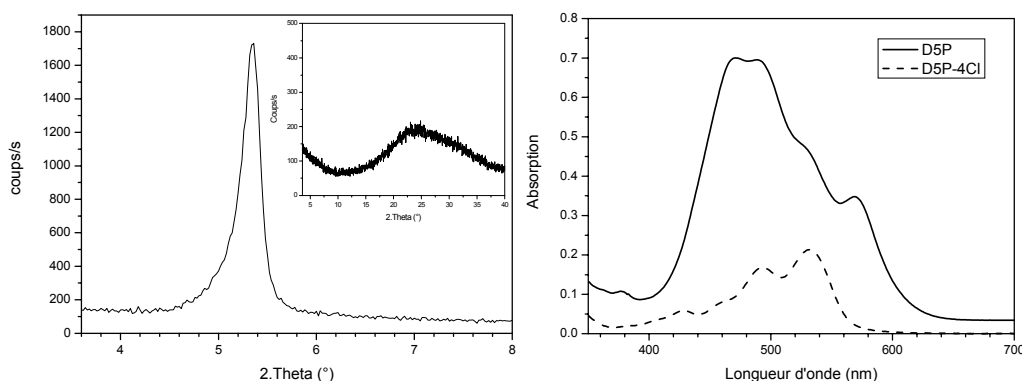 1800
1600
1400
1200
1000
800
600
400
200
0
coups/s
4 5 6 7 8
2.Theta (°)
500
400
300
200
100
0
Coups/s
5 10 15 20 25 30 35 40
2.Theta (°)
0.8
0.7
0.6
0.5
0.4
0.3
0.2
0.1
0.0
Absorption
D5P
D5P-4Cl
400 500 600 700
Longueur d'onde (nm)